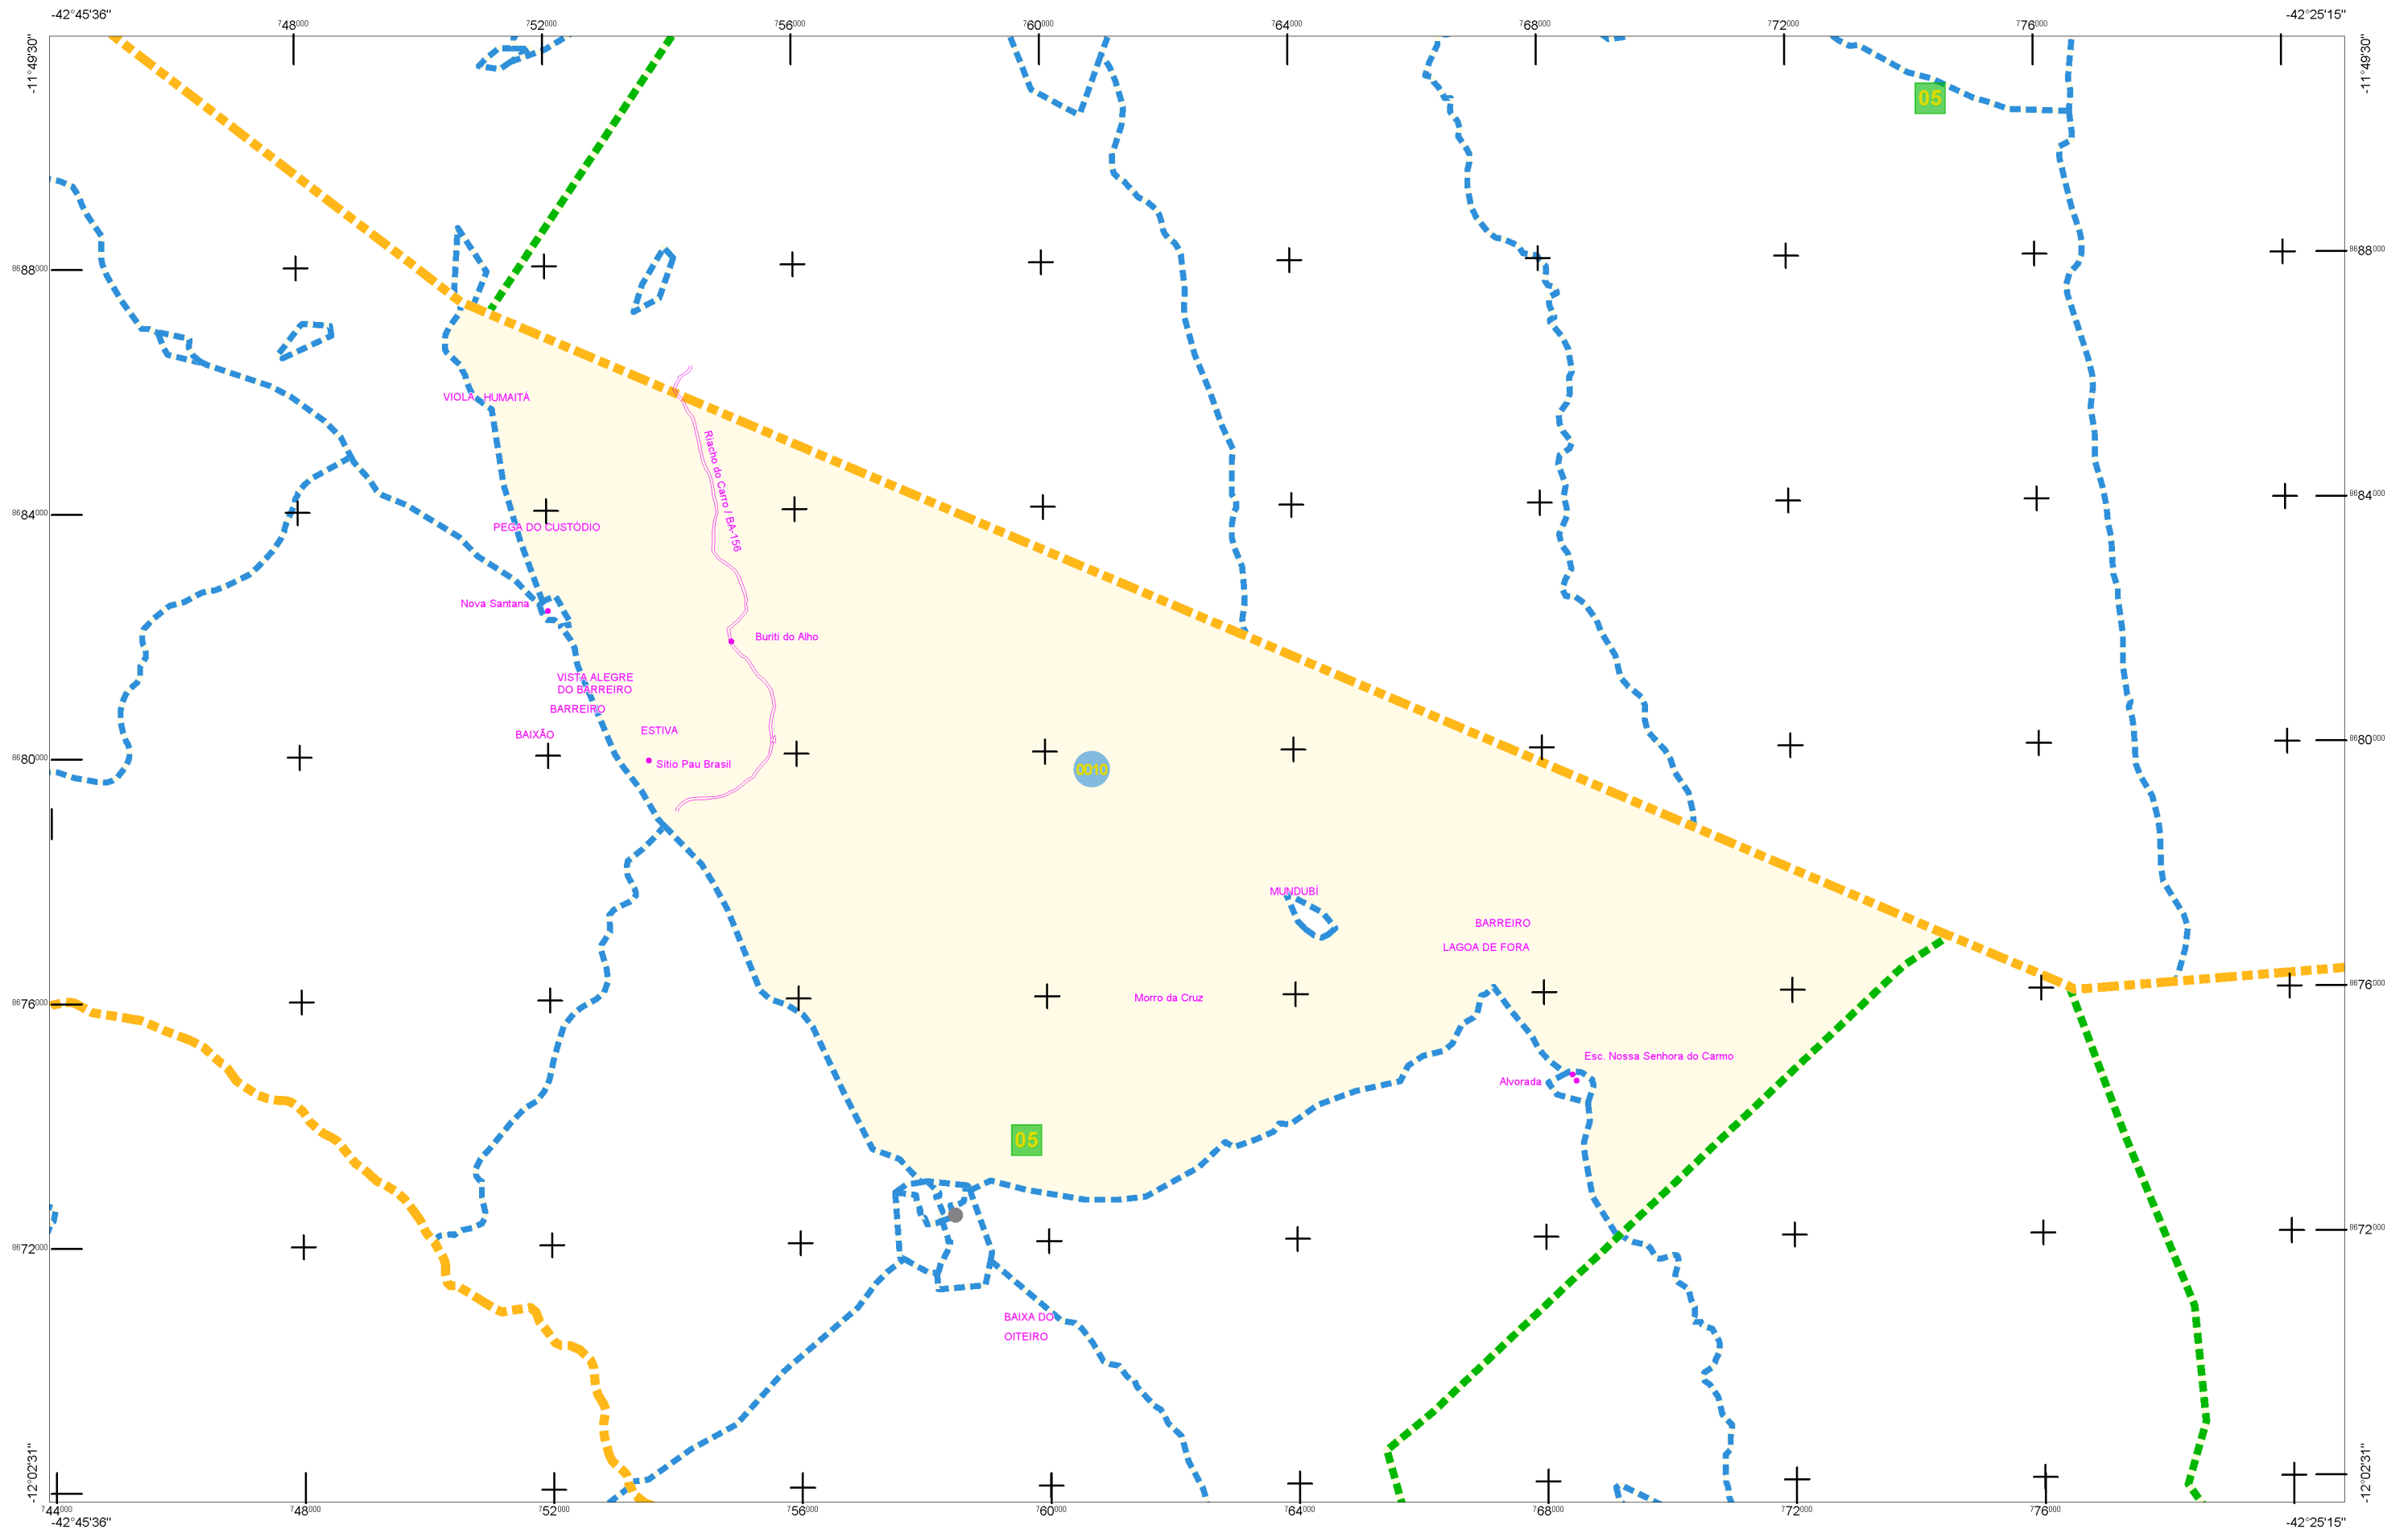 -42°45'36"
-42°25'15"
748000
752000
756000
760000
764000
768000
772000
776000
-11°49'30"
-11°49'30"
05
8688000
8688000
VIOLA
HUMAITÁ
Riacho do Carro / BA-156
8684000
8684000
PEGA DO CUSTÓDIO
Nova Santana
Buriti do Alho
VISTA ALEGRE
DO BARREIRO
BARREIRO
BAIXÃO
ESTIVA
8680000
8680000
Sítio Pau Brasil
0010
MUNDUBÍ
BARREIRO
LAGOA DE FORA
Morro da Cruz
8676000
8676000
Esc. Nossa Senhora do Carmo
Alvorada
05
8672000
8672000
BAIXA DO
OITEIRO
-12°02'31"
-12°02'31"
744000
748000
752000
756000
760000
764000
768000
772000
776000
-42°45'36"
-42°25'15"